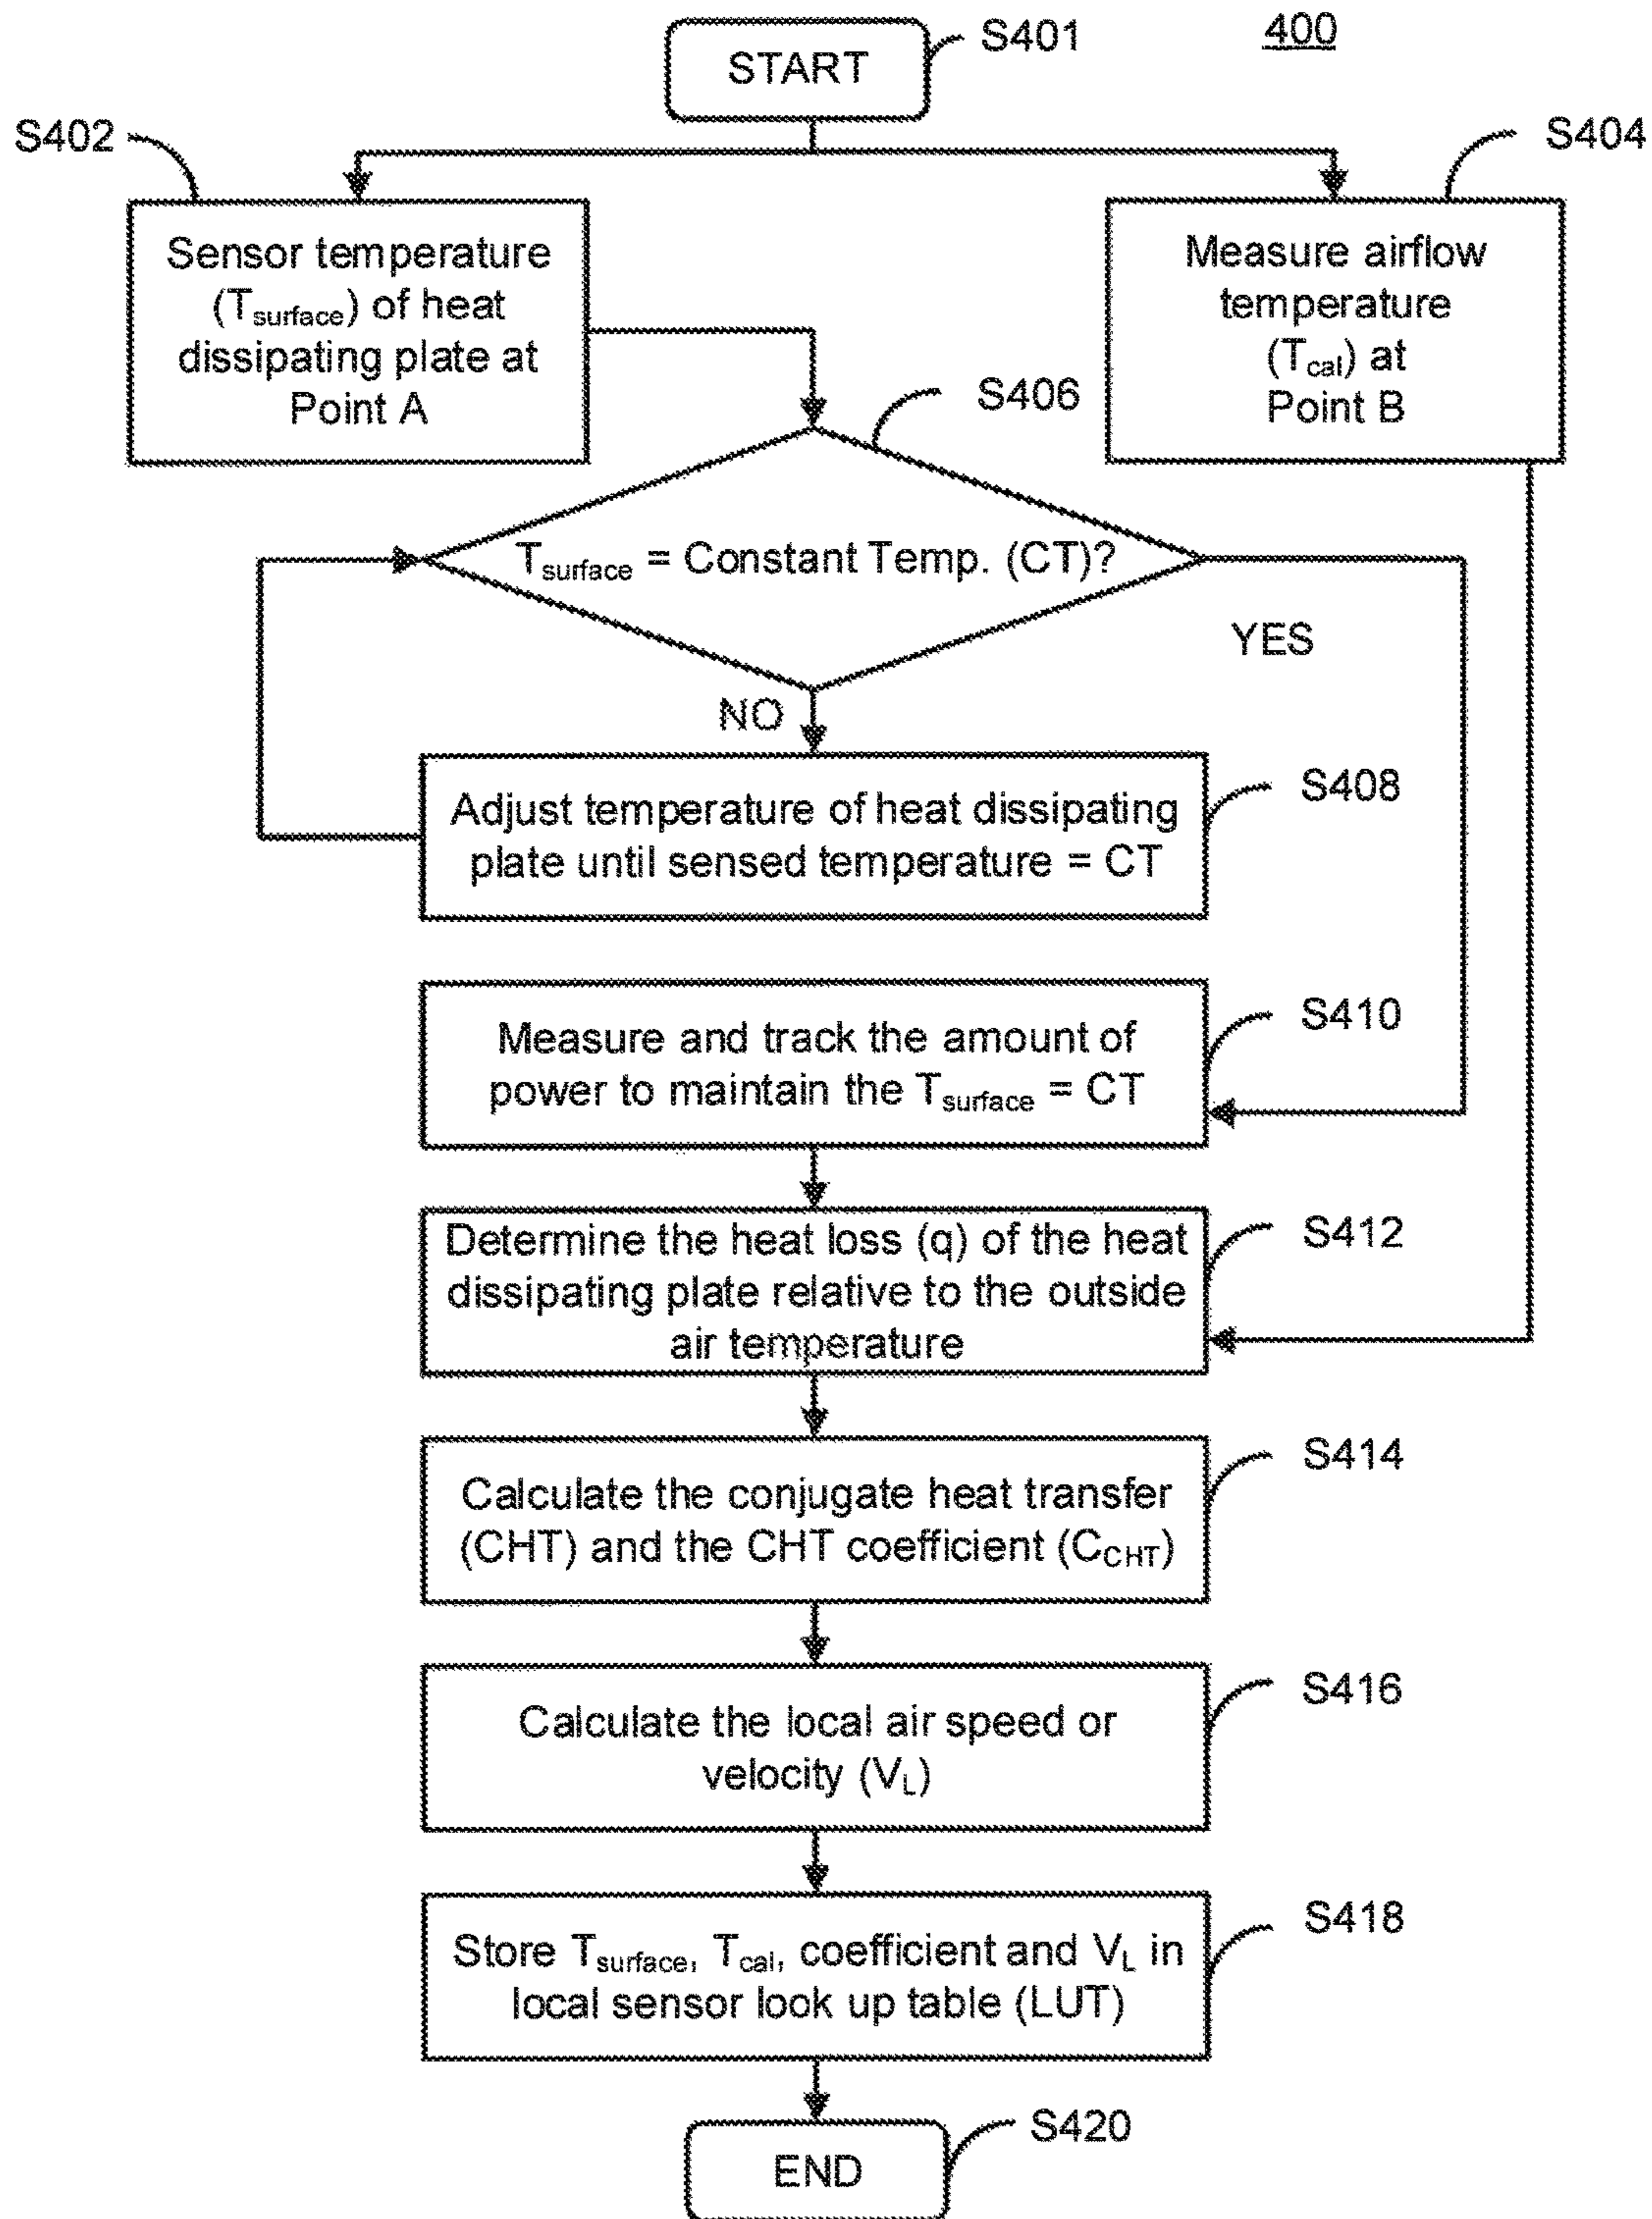 400
START
S401
S402
S404
Sensor temperature
(Tsurface) of heat
dissipating plate at
Point A
Measure airflow
temperature
(Tcal) at
Point B
S406
Tsurface = Constant Temp. (CT)?
YES
NO
Adjust temperature of heat dissipating
plate until sensed temperature = CT
S408
Measure and track the amount of
power to maintain the Tsurface = CT
S410
Determine the heat loss (q) of the heat
dissipating plate relative to the outside
air temperature
S412
Calculate the conjugate heat transfer
(CHT) and the CHT coefficient (CCHT)
S414
Calculate the local air speed or
velocity (VL)
S416
Store Tsurface, Tcal, coefficient and VL in
local sensor look up table (LUT)
S418
END
S420